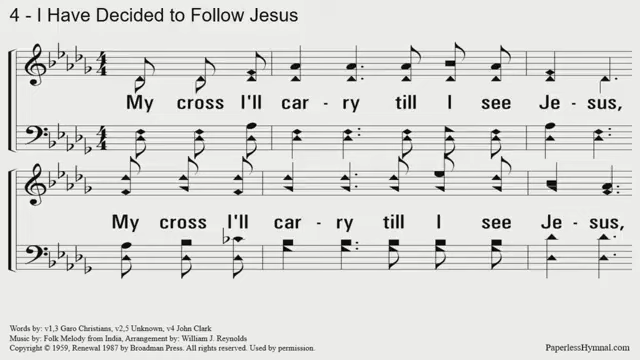 4 - I Have Decided to Follow Jesus
My cross I'll car - ry till I see Je - sus,
My cross I'll car - ry till I see Je - sus,
Words by: v1,3 Garo Christians, v2,5 Unknown, v4 John Clark
Music by: Folk Melody from India, Arrangement by: William J. Reynolds
Copyright © 1959, Renewal 1987 by Broadman Press. All rights reserved. Used by permission.
PaperlessHymnal.com